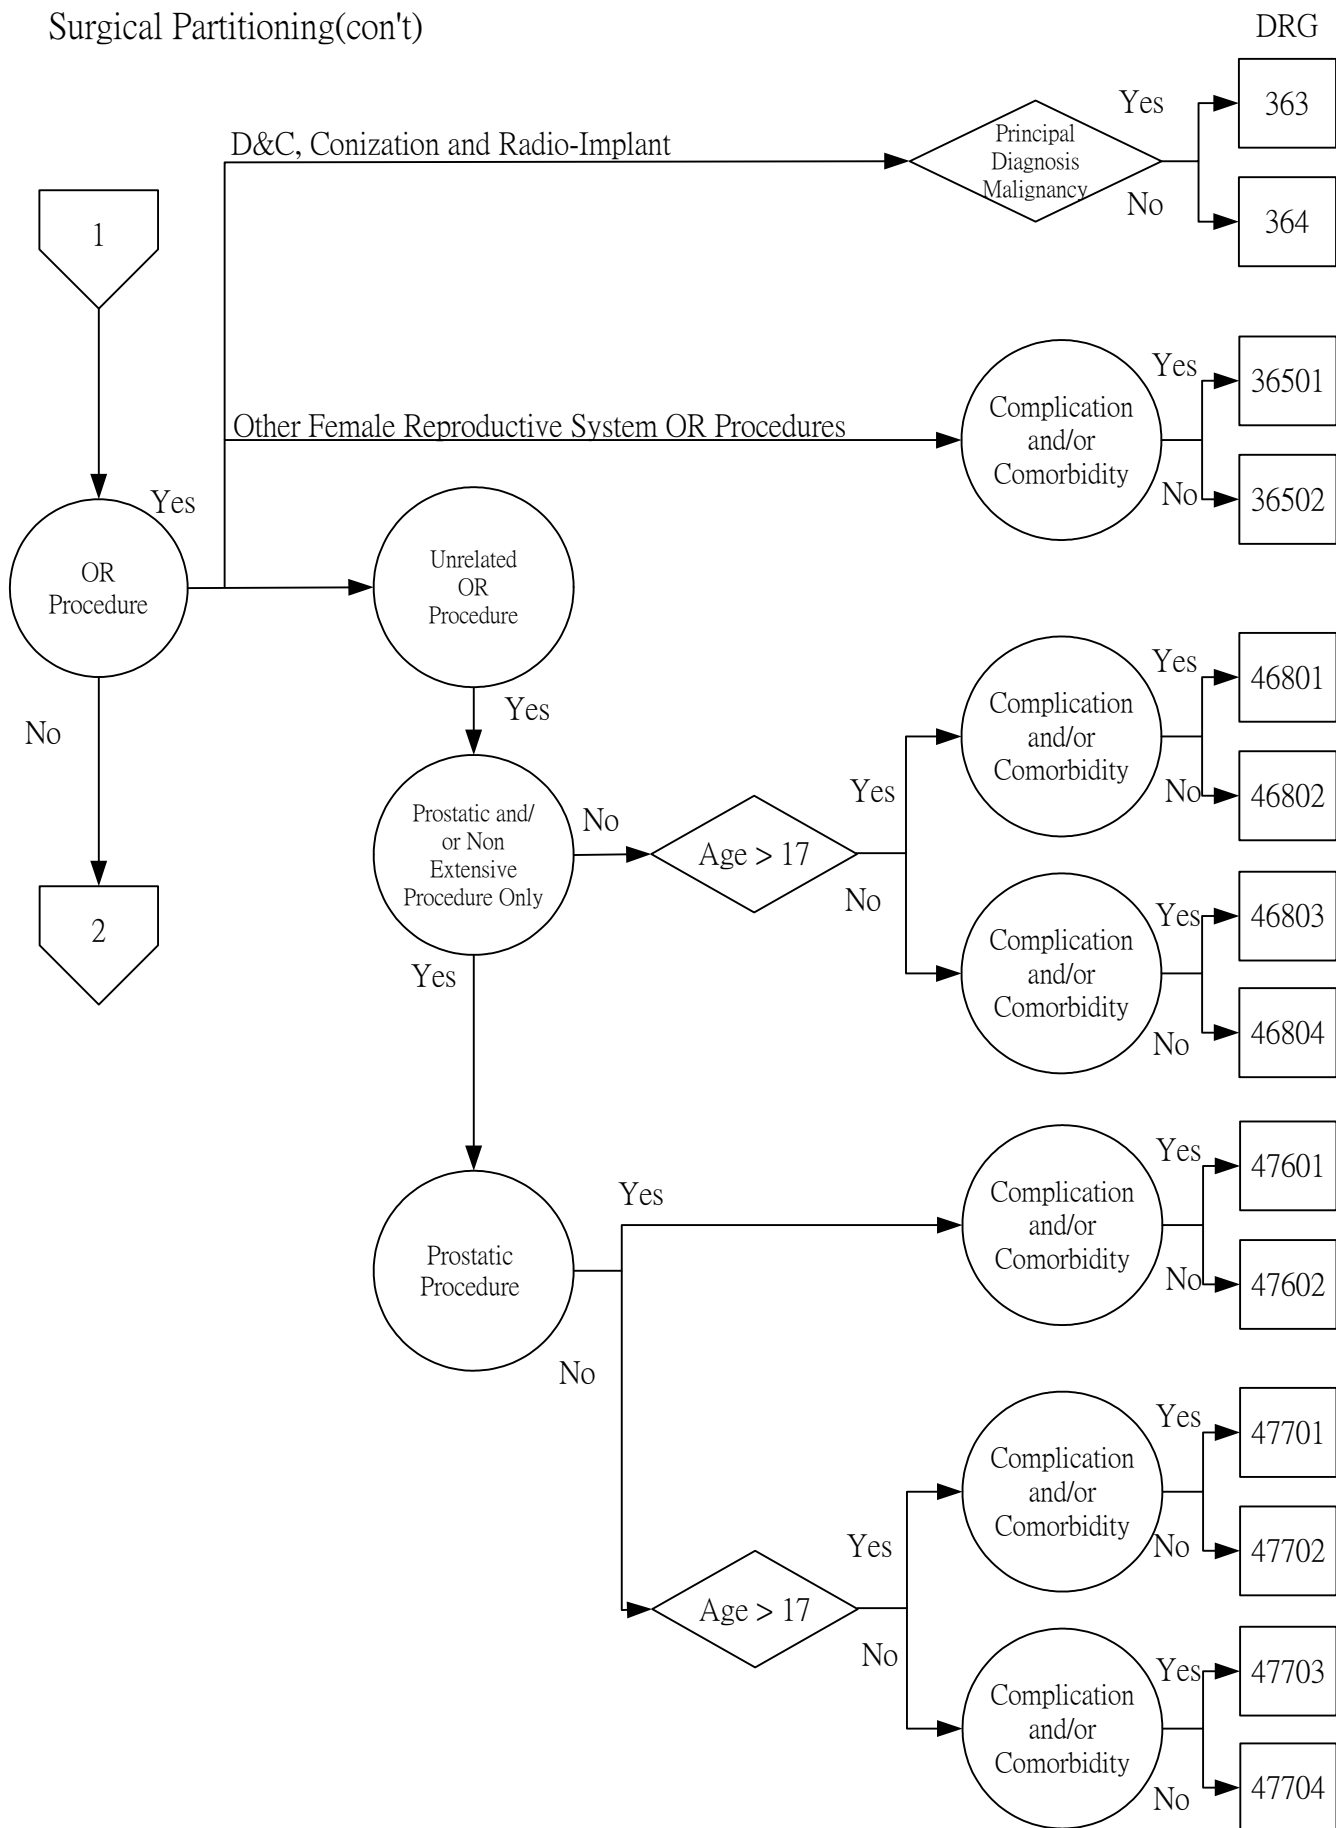 Surgical Partitioning(con't)
DRG
D&C, Conization and Radio-Implant
Principal
Diagnosis
Malignancy
Yes
363
No
364
1
Other Female Reproductive System OR Procedures
Complication
and/or
Comorbidity
Yes
36501
No
36502
OR
Procedure
Yes
No
2
Unrelated
OR
Procedure
Yes
Prostatic and/
or Non
Extensive
Procedure Only
No
Age > 17
Yes
Complication
and/or
Comorbidity
Yes
46801
No
46802
No
Complication
and/or
Comorbidity
Yes
46803
No
46804
Yes
Prostatic
Procedure
Yes
Complication
and/or
Comorbidity
Yes
47601
No
47602
No
Age > 17
Yes
Complication
and/or
Comorbidity
Yes
47701
No
47702
No
Complication
and/or
Comorbidity
Yes
47703
No
47704